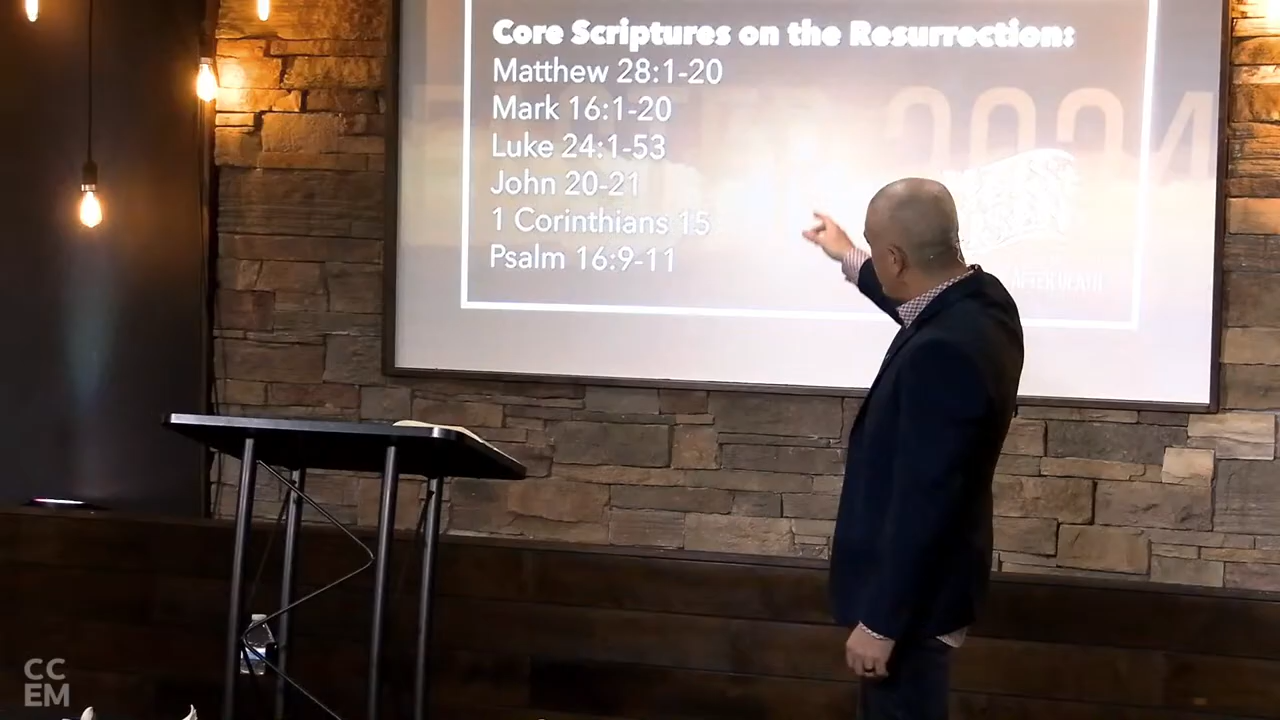 Core Scriptures on the Resurrection:
Matthew 28:1-20
Mark 16:1-20
Luke 24:1-53
John 20-21
1 Corinthians 15
Psalm 16:9-11
2024
CC
EM